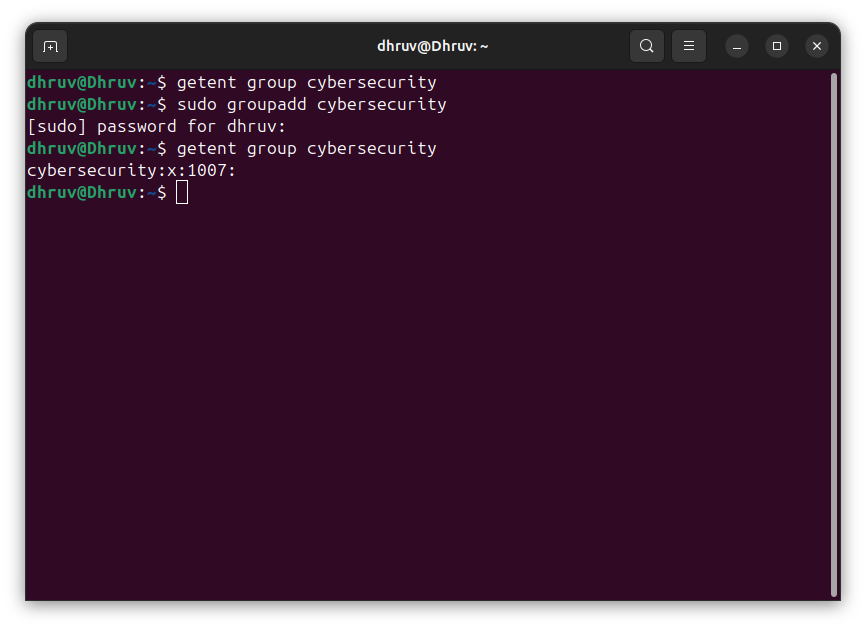 dhruv@Dhruv: ~
dhruv@Dhruv:~$ getent group cybersecurity
dhruv@Dhruv:~$ sudo groupadd cybersecurity
[sudo] password for dhruv:
dhruv@Dhruv:~$ getent group cybersecurity
cybersecurity:x:1007:
dhruv@Dhruv:~$